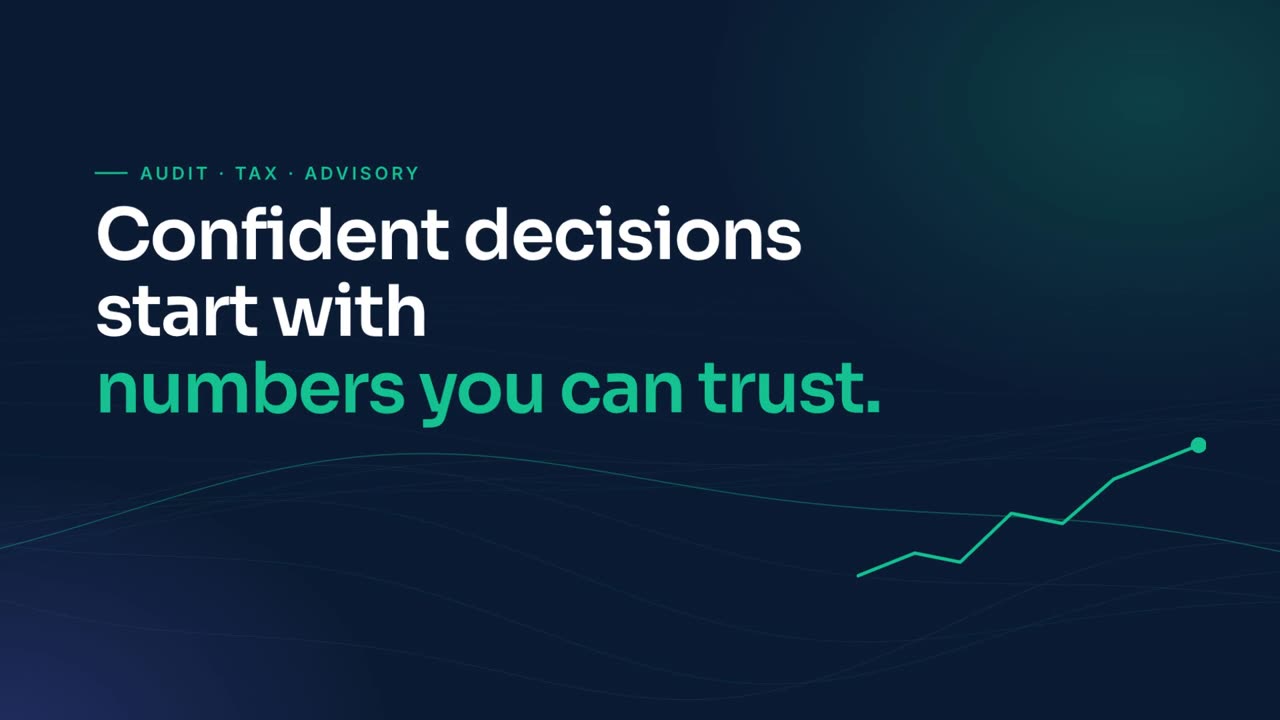 AUDIT · TAX · ADVISORY
Confident decisions
start with
numbers you can trust.